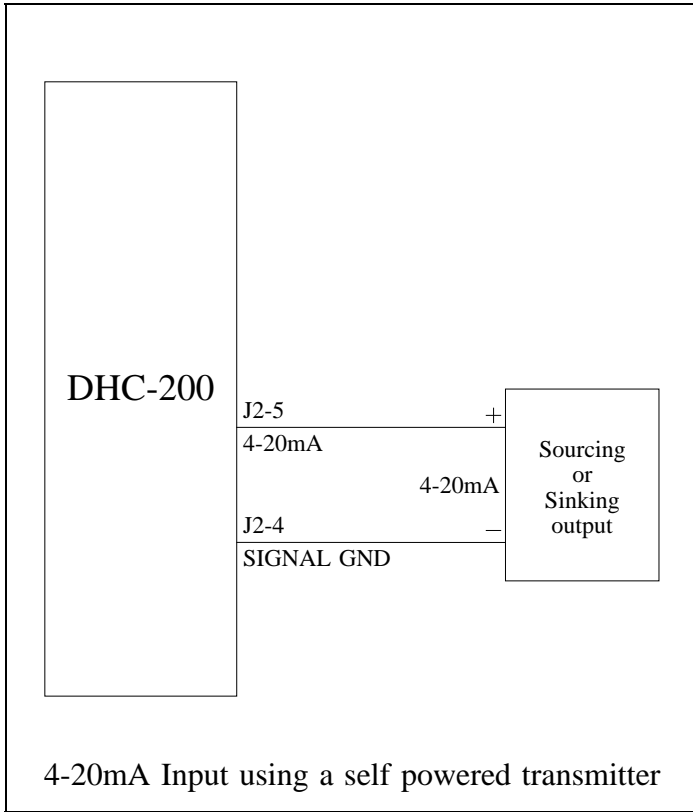 DHC-200
J2-5
+
4-20mA
4-20mA
J2-4
−
SIGNAL GND
Sourcing
or
Sinking
output
4-20mA Input using a self powered transmitter